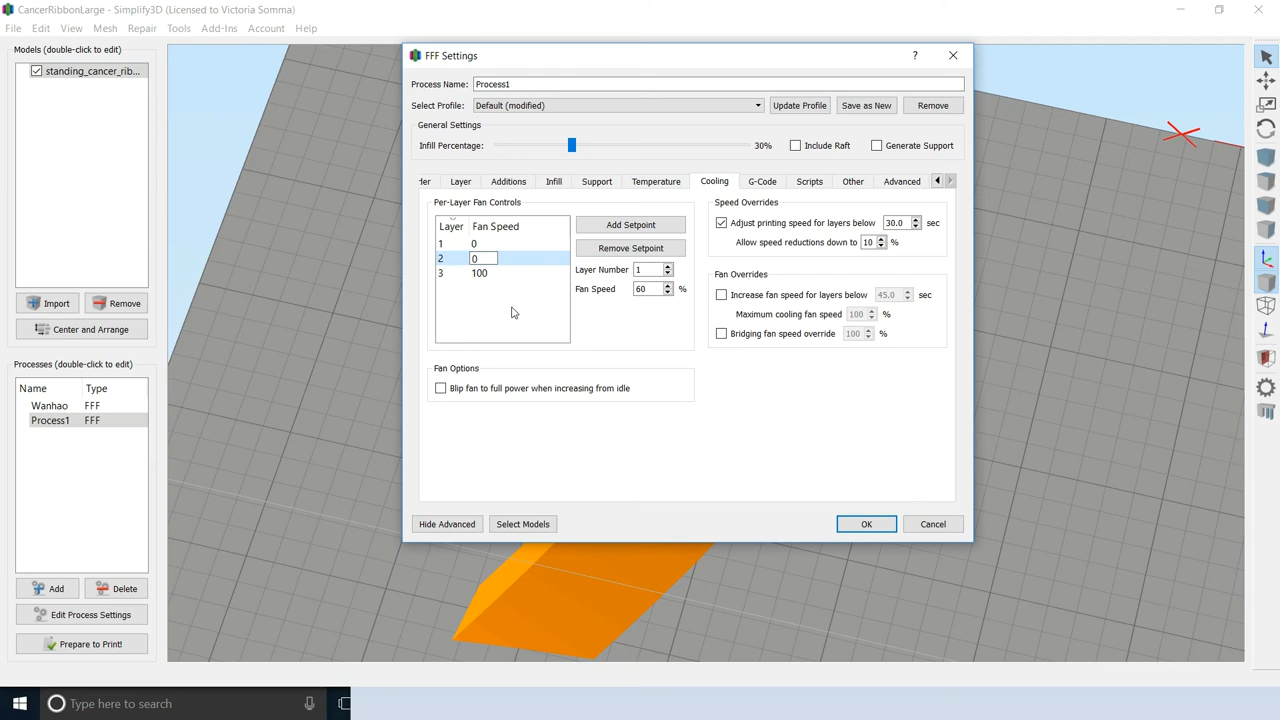 CancerRibbonLarge - Simplify3D (Licensed to Victoria Somma)
File Edit View Mesh Repair Tools Add-Ins Account Help
Models (double-click to edit)
standing_cancer_rib...
Import Remove
Center and Arrange
Processes (double-click to edit)
Name Type
Wanhao FFF
Process1 FFF
Add Delete
Edit Process Settings
Prepare to Print!
FFF Settings ?
Process Name: Process1
Select Profile: Default (modified) Update Profile Save as New Remove
General Settings
Infill Percentage: 30% Include Raft Generate Support
der Layer Additions Infill Support Temperature Cooling G-Code Scripts Other Advanced
Per-Layer Fan Controls
Layer Fan Speed
1 0
2 0
3 100
Add Setpoint
Remove Setpoint
Layer Number 1
Fan Speed 60 %
Fan Options
Blip fan to full power when increasing from idle
Speed Overrides
Adjust printing speed for layers below 30.0 sec
Allow speed reductions down to 10 %
Fan Overrides
Increase fan speed for layers below 45.0 sec
Maximum cooling fan speed 100 %
Bridging fan speed override 100 %
Hide Advanced Select Models OK Cancel
Type here to search